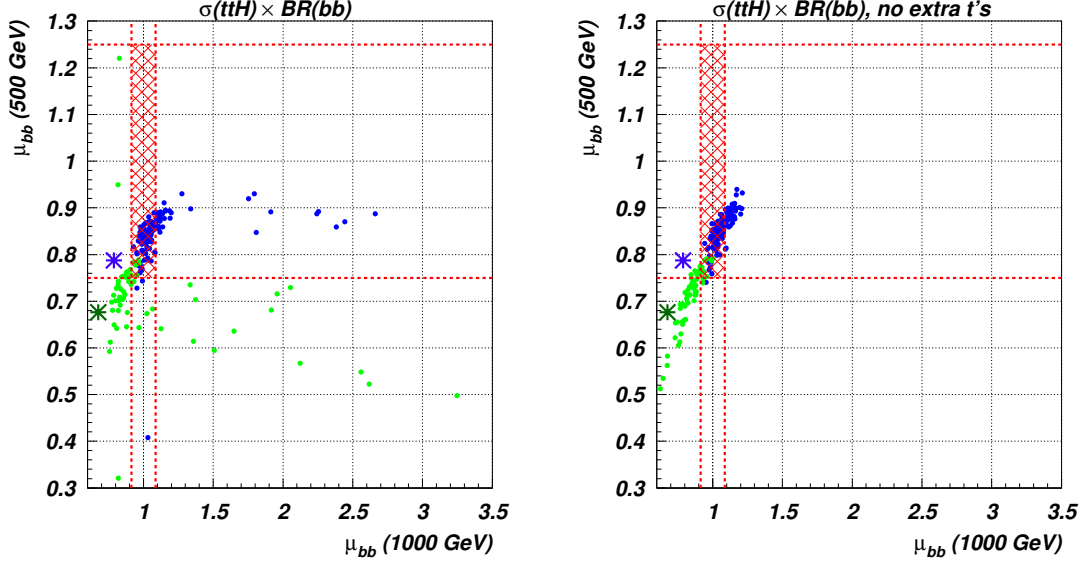 σ(ttH) × BR(bb)
μbb (500 GeV)
1.3
1.2
1.1
1
0.9
0.8
0.7
0.6
0.5
0.4
0.3
1 1.5 2 2.5 3 3.5
μbb (1000 GeV)
σ(ttH) × BR(bb), no extra t's
μbb (500 GeV)
1.3
1.2
1.1
1
0.9
0.8
0.7
0.6
0.5
0.4
0.3
1 1.5 2 2.5 3 3.5
μbb (1000 GeV)